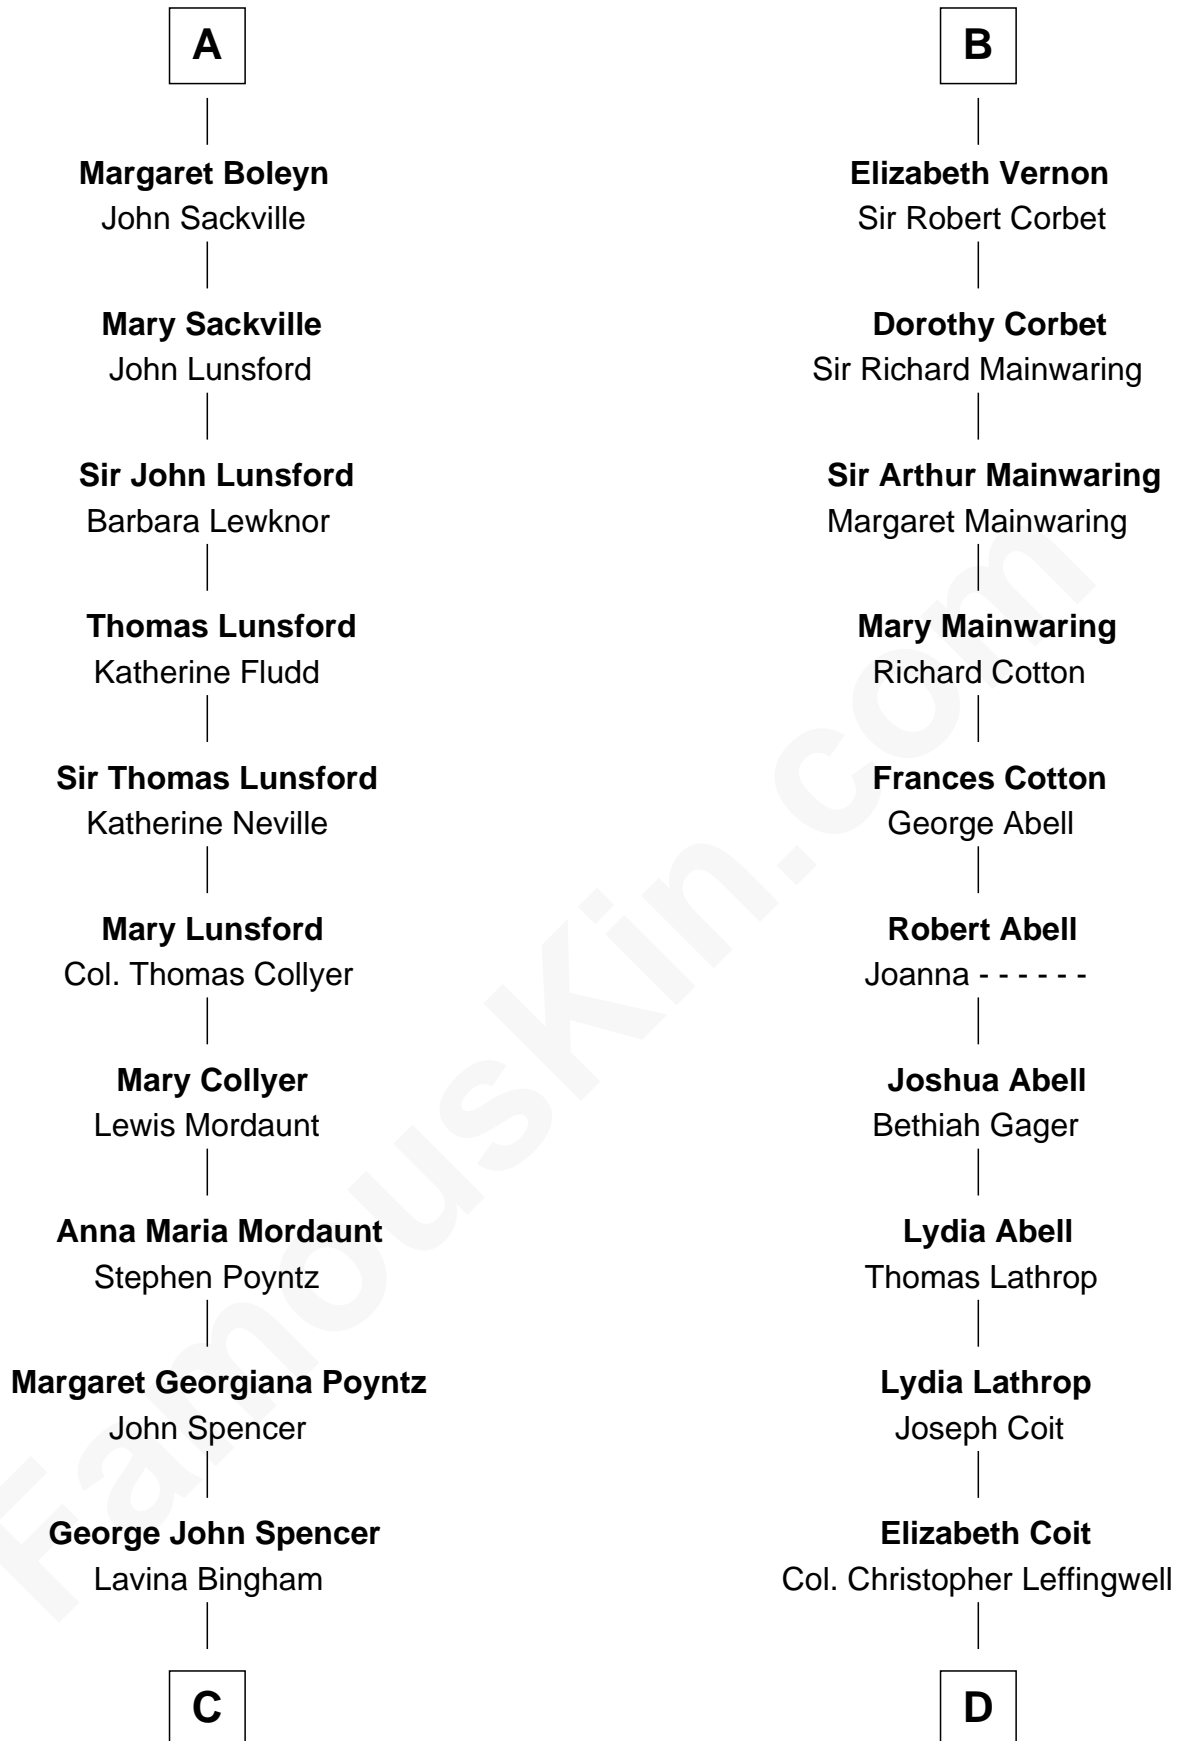 A
Margaret Boleyn
John Sackville
Mary Sackville
John Lunsford
Sir John Lunsford
Barbara Lewknor
Thomas Lunsford
Katherine Fludd
Sir Thomas Lunsford
Katherine Neville
Mary Lunsford
Col. Thomas Collyer
Mary Collyer
Lewis Mordaunt
Anna Maria Mordaunt
Stephen Poyntz
Margaret Georgiana Poyntz
John Spencer
George John Spencer
Lavina Bingham
C
B
Elizabeth Vernon
Sir Robert Corbet
Dorothy Corbet
Sir Richard Mainwaring
Sir Arthur Mainwaring
Margaret Mainwaring
Mary Mainwaring
Richard Cotton
Frances Cotton
George Abell
Robert Abell
Joanna - - - - - -
Joshua Abell
Bethiah Gager
Lydia Abell
Thomas Lathrop
Lydia Lathrop
Joseph Coit
Elizabeth Coit
Col. Christopher Leffingwell
D
FamousKin.com